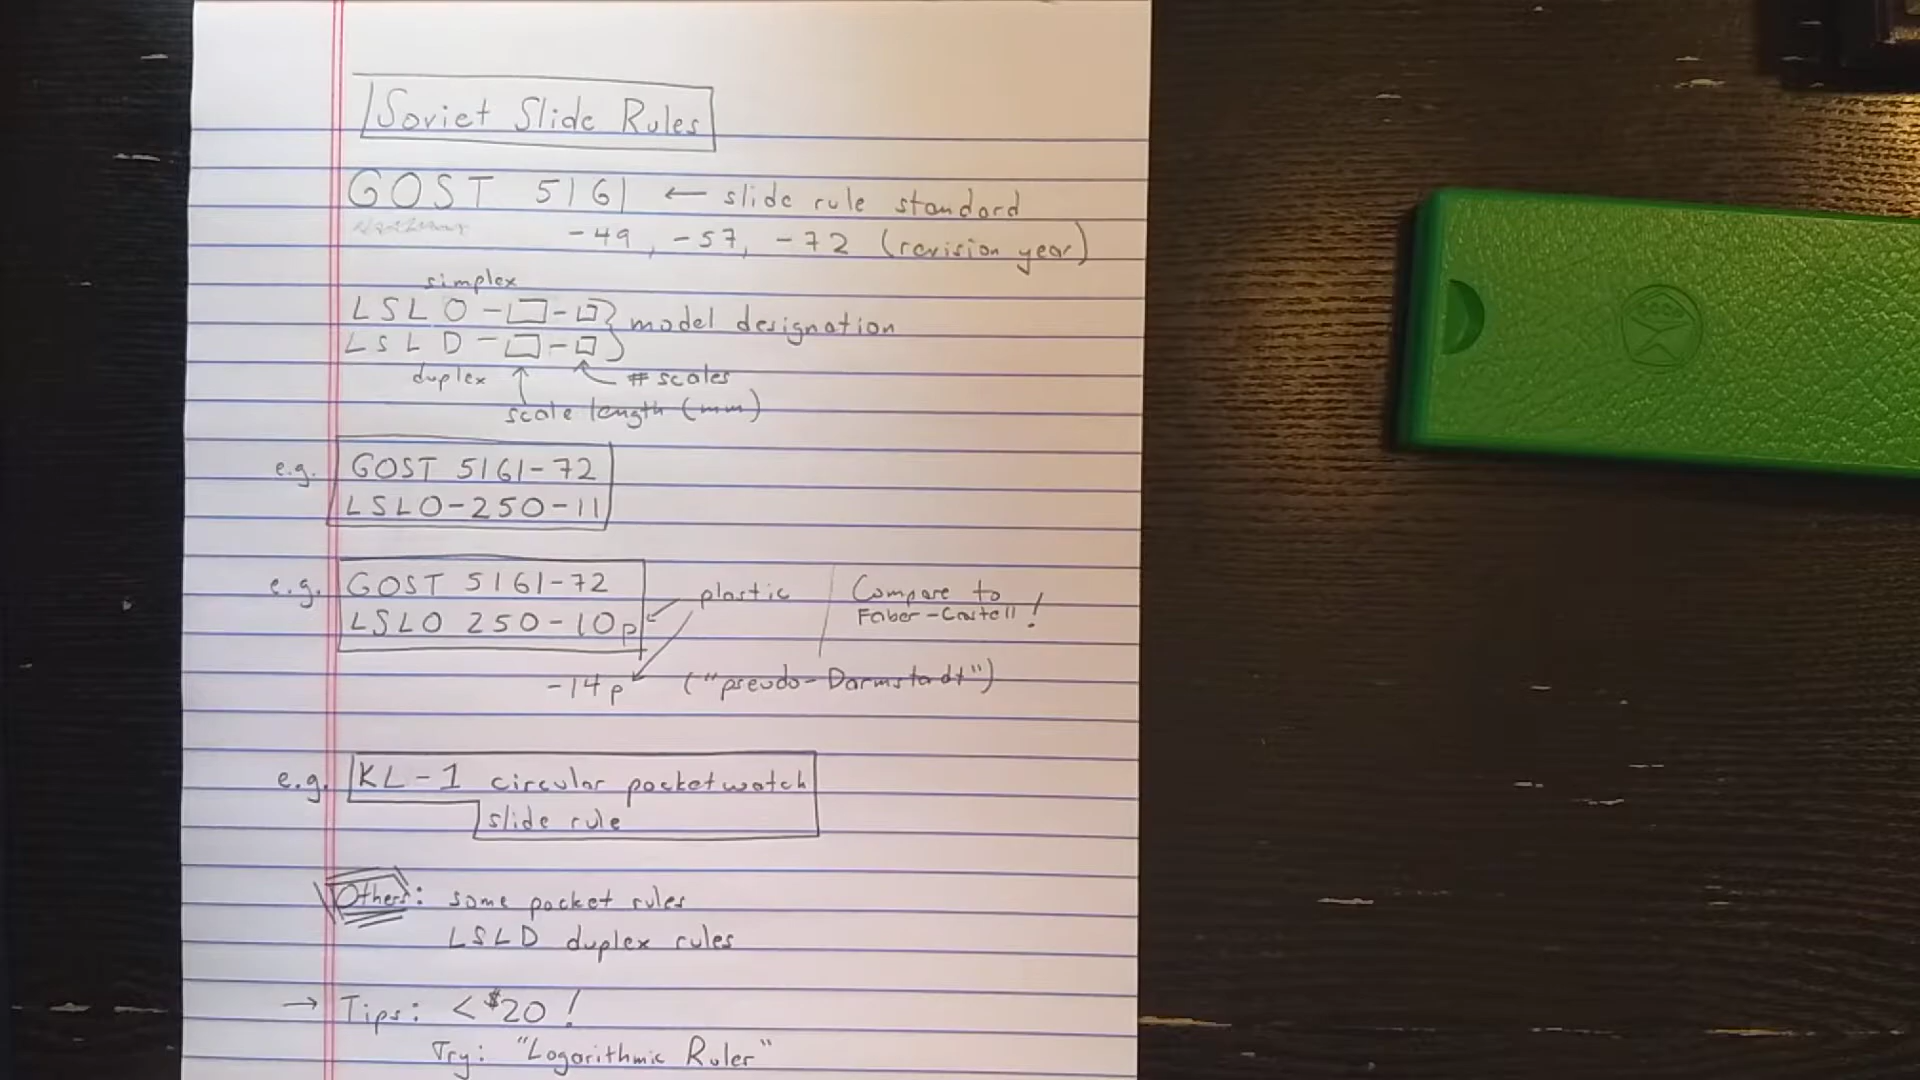 Soviet Slide Rules
GOST 5161 ← slide rule standard
-49, -57, -72 (revision year)
simplex
LSLO-□-□ } model designation
LSLD-□-□
duplex # scales
scale length (mm)
e.g. GOST 5161-72
LSLO-250-11
e.g. GOST 5161-72
LSLO 250-10p plastic
Compare to
Faber-Castell!
-14p ("pseudo-Darmstadt")
e.g. KL-1 circular pocketwatch
slide rule
Others: some pocket rules
LSLD duplex rules
→ Tips: <$20!
Try: "Logarithmic Ruler"